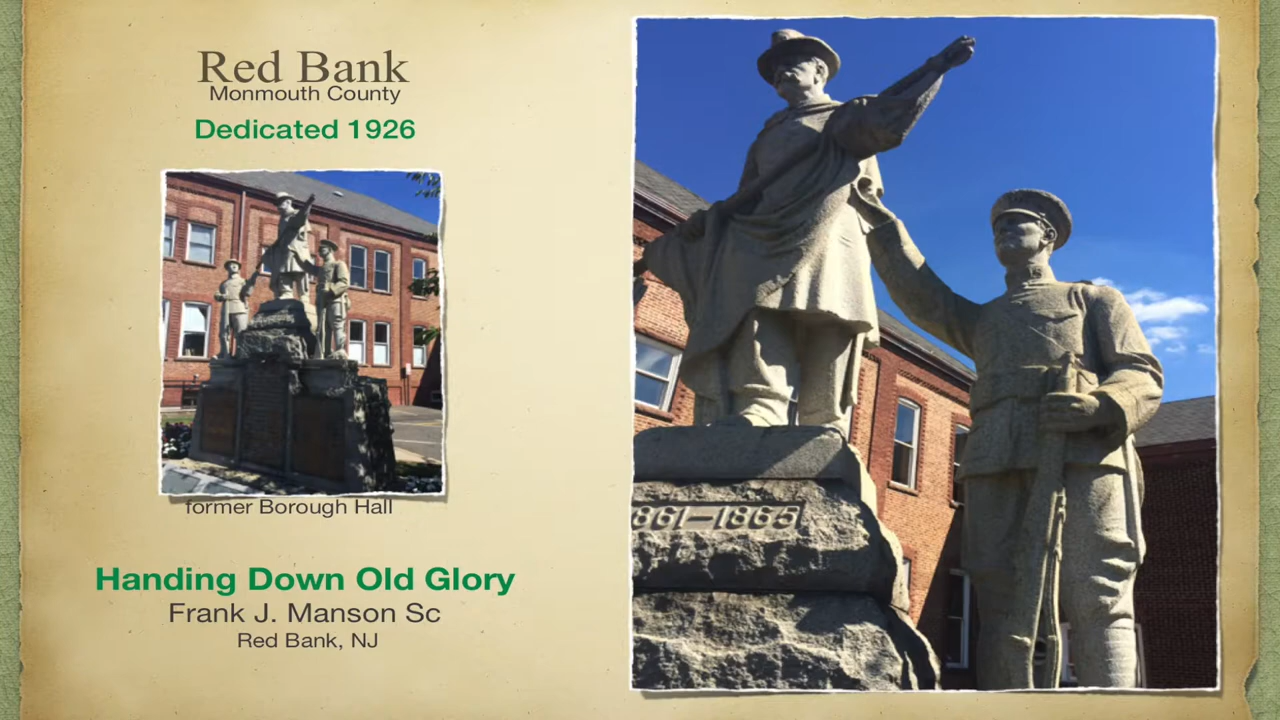 Red Bank
Monmouth County
Dedicated 1926
former Borough Hall
Handing Down Old Glory
Frank J. Manson Sc
Red Bank, NJ
861-1865